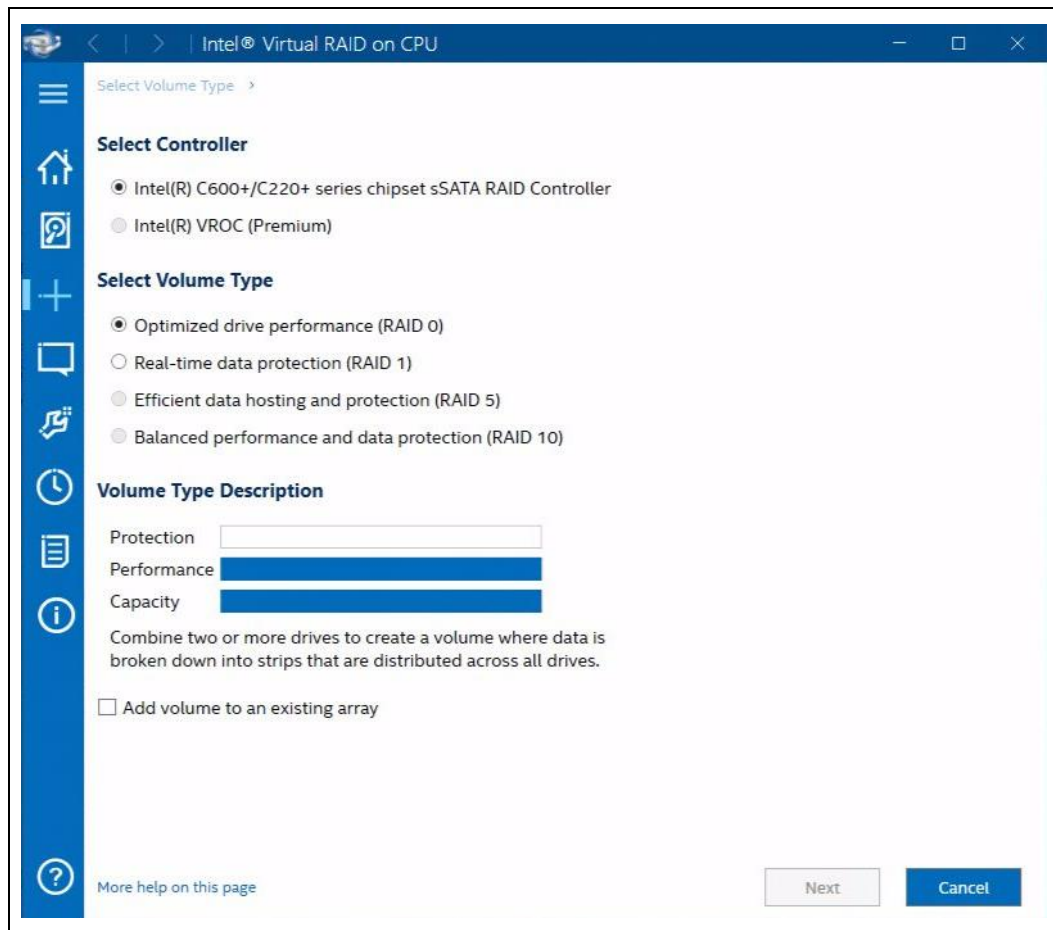 Intel® Virtual RAID on CPU
Select Volume Type >
Select Controller
Intel(R) C600+/C220+ series chipset sSATA RAID Controller
Intel(R) VROC (Premium)
Select Volume Type
Optimized drive performance (RAID 0)
Real-time data protection (RAID 1)
Efficient data hosting and protection (RAID 5)
Balanced performance and data protection (RAID 10)
Volume Type Description
Protection
Performance
Capacity
Combine two or more drives to create a volume where data is
broken down into strips that are distributed across all drives.
Add volume to an existing array
More help on this page
Next
Cancel